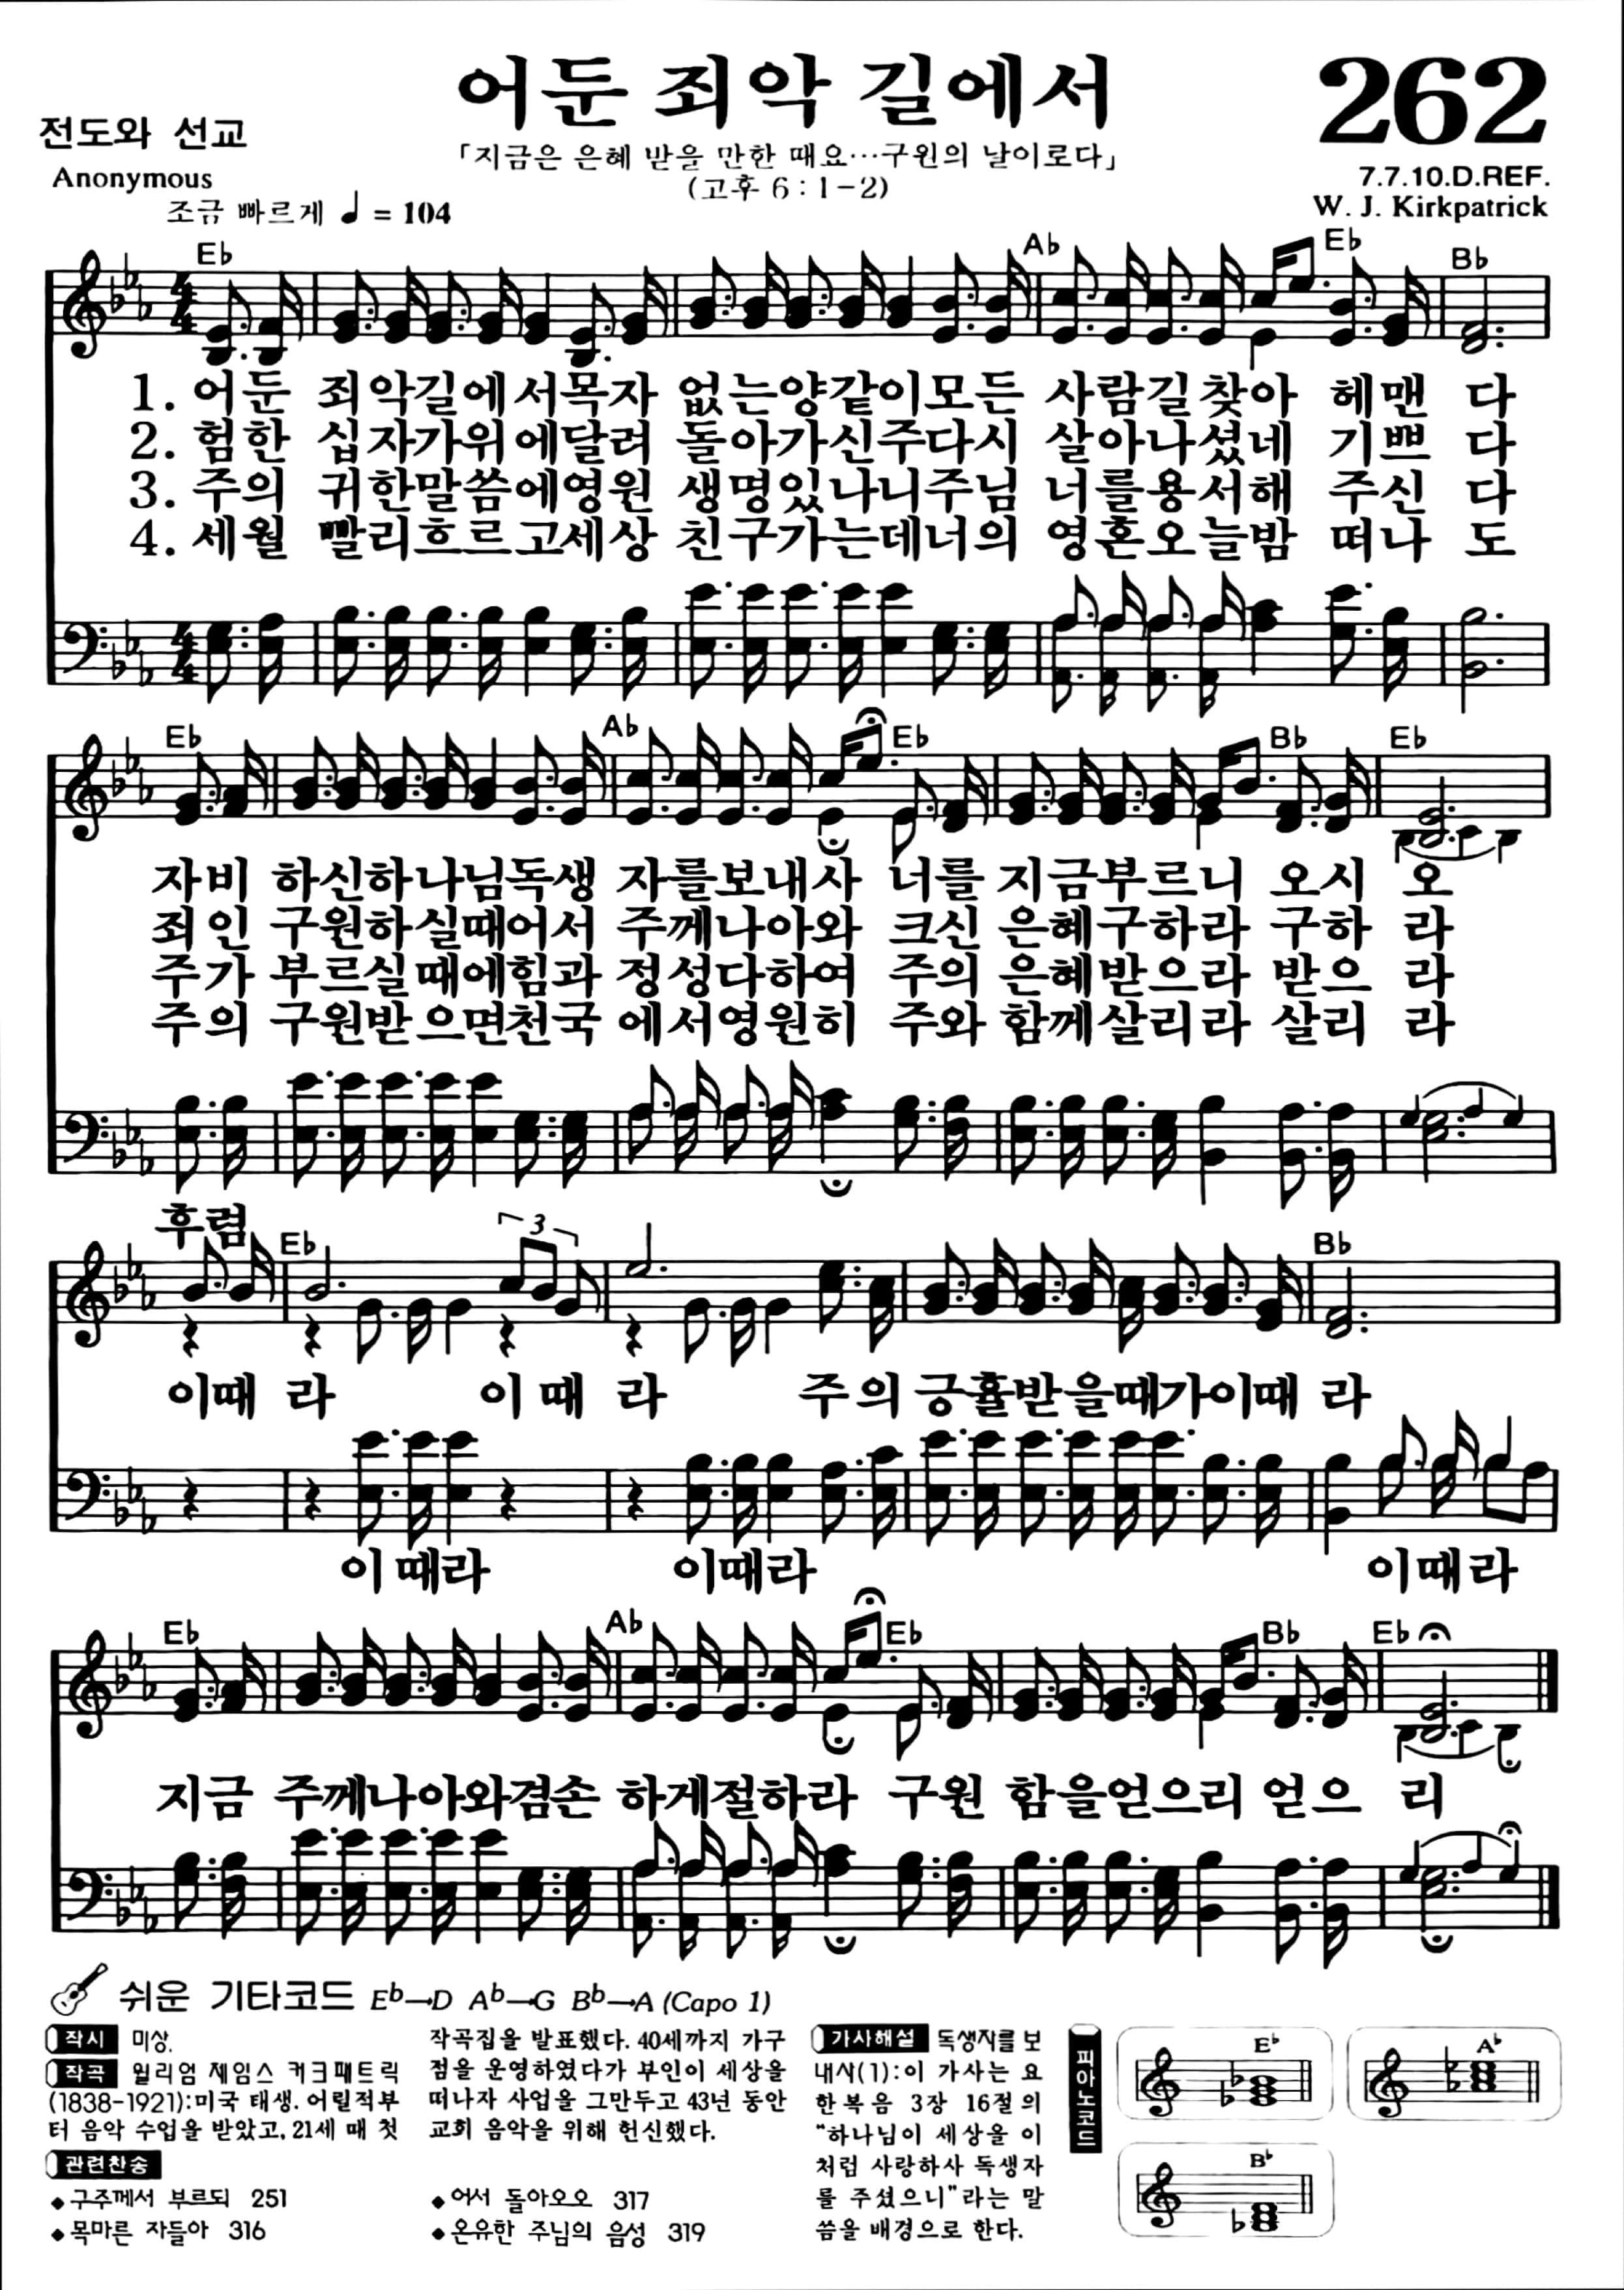 어둔 죄악 길에서
262
전도와 선교
「지금은 은혜 받을 만한 때요…구원의 날이로다」
(고후 6 : 1-2)
Anonymous
7.7.10.D.REF.
조금 빠르게 ♩ = 104
W. J. Kirkpatrick
E♭ A♭ E♭ B♭
4/4
1. 어둔 죄악길에서목자 없는양같이모든 사람길찾아 헤맨 다
2. 험한 십자가위에달려 돌아가신주다시 살아나셨네 기쁘 다
3. 주의 귀한말씀에영원 생명있나니주님 너를용서해 주신 다
4. 세월 빨리흐르고세상 친구가는데너의 영혼오늘밤 떠나 도
4/4
E♭ A♭ E♭ B♭ E♭
자비 하신하나님독생 자를보내사 너를 지금부르니 오시 오
죄인 구원하실때어서 주께나아와 크신 은혜구하라 구하 라
주가 부르실때에힘과 정성다하여 주의 은혜받으라 받으 라
주의 구원받으면천국 에서영원히 주와 함께살리라 살리 라
후렴
E♭ 3 B♭
이때 라 이 때 라 주의 긍휼받을때가이때 라
이때라 이때라 이때라
E♭ A♭ E♭ B♭ E♭
지금 주께나아와겸손 하게절하라 구원 함을얻으리 얻으 리
쉬운 기타코드 E♭→D A♭→G B♭→A (Capo 1)
작시 미상.
작곡 윌리엄 제임스 커크패트릭
(1838-1921):미국 태생. 어릴적부
터 음악 수업을 받았고, 21세 때 첫
작곡집을 발표했다. 40세까지 가구
점을 운영하였다가 부인이 세상을
떠나자 사업을 그만두고 43년 동안
교회 음악을 위해 헌신했다.
관련찬송
◆구주께서 부르되 251
◆목마른 자들아 316
◆어서 돌아오오 317
◆온유한 주님의 음성 319
가사해설 독생자를 보
내사(1):이 가사는 요
한복음 3장 16절의
“하나님이 세상을 이
처럼 사랑하사 독생자
를 주셨으니”라는 말
씀을 배경으로 한다.
피아노코드
E♭
A♭
B♭